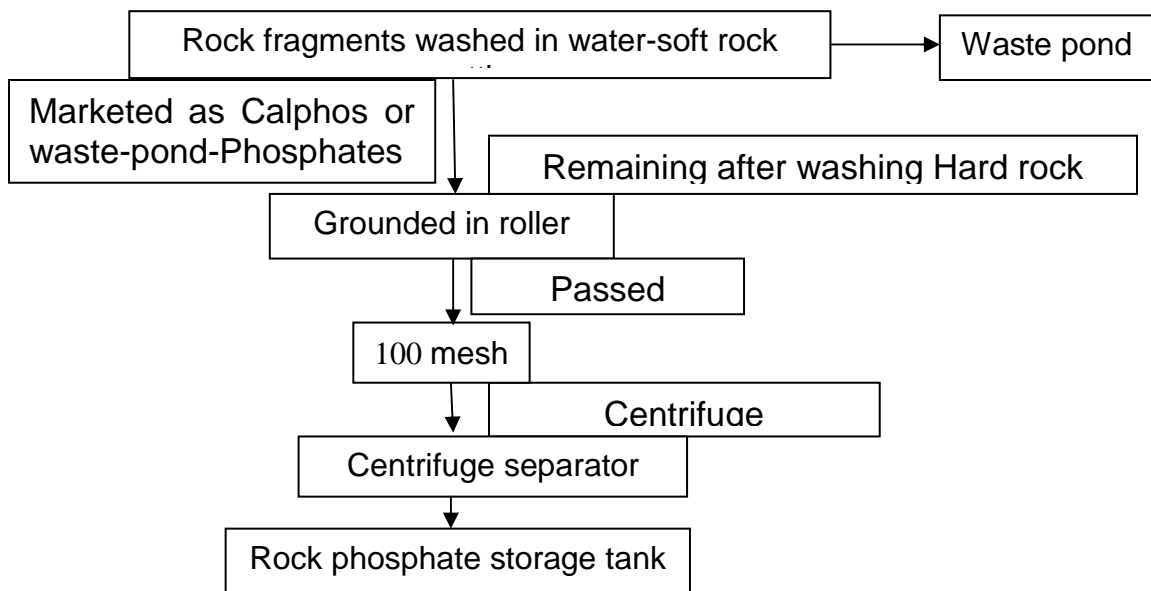 Rock fragments washed in water-soft rock
Waste pond
Marketed as Calphos or
waste-pond-Phosphates
Remaining after washing Hard rock
Grounded in roller
Passed
100 mesh
Centrifuge
Centrifuge separator
Rock phosphate storage tank